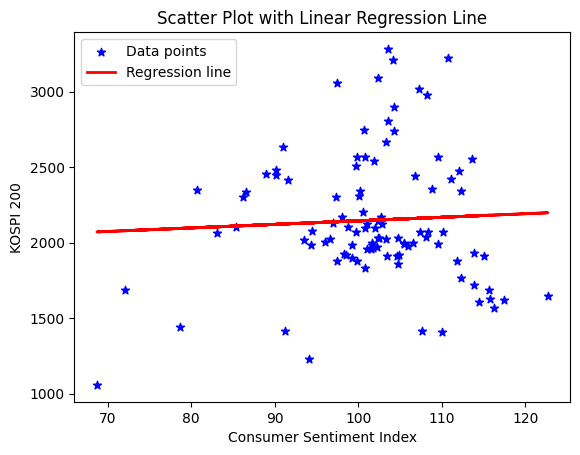 Scatter Plot with Linear Regression Line
Data points
Regression line
3000
2500
2000
1500
1000
KOSPI 200
70 80 90 100 110 120
Consumer Sentiment Index